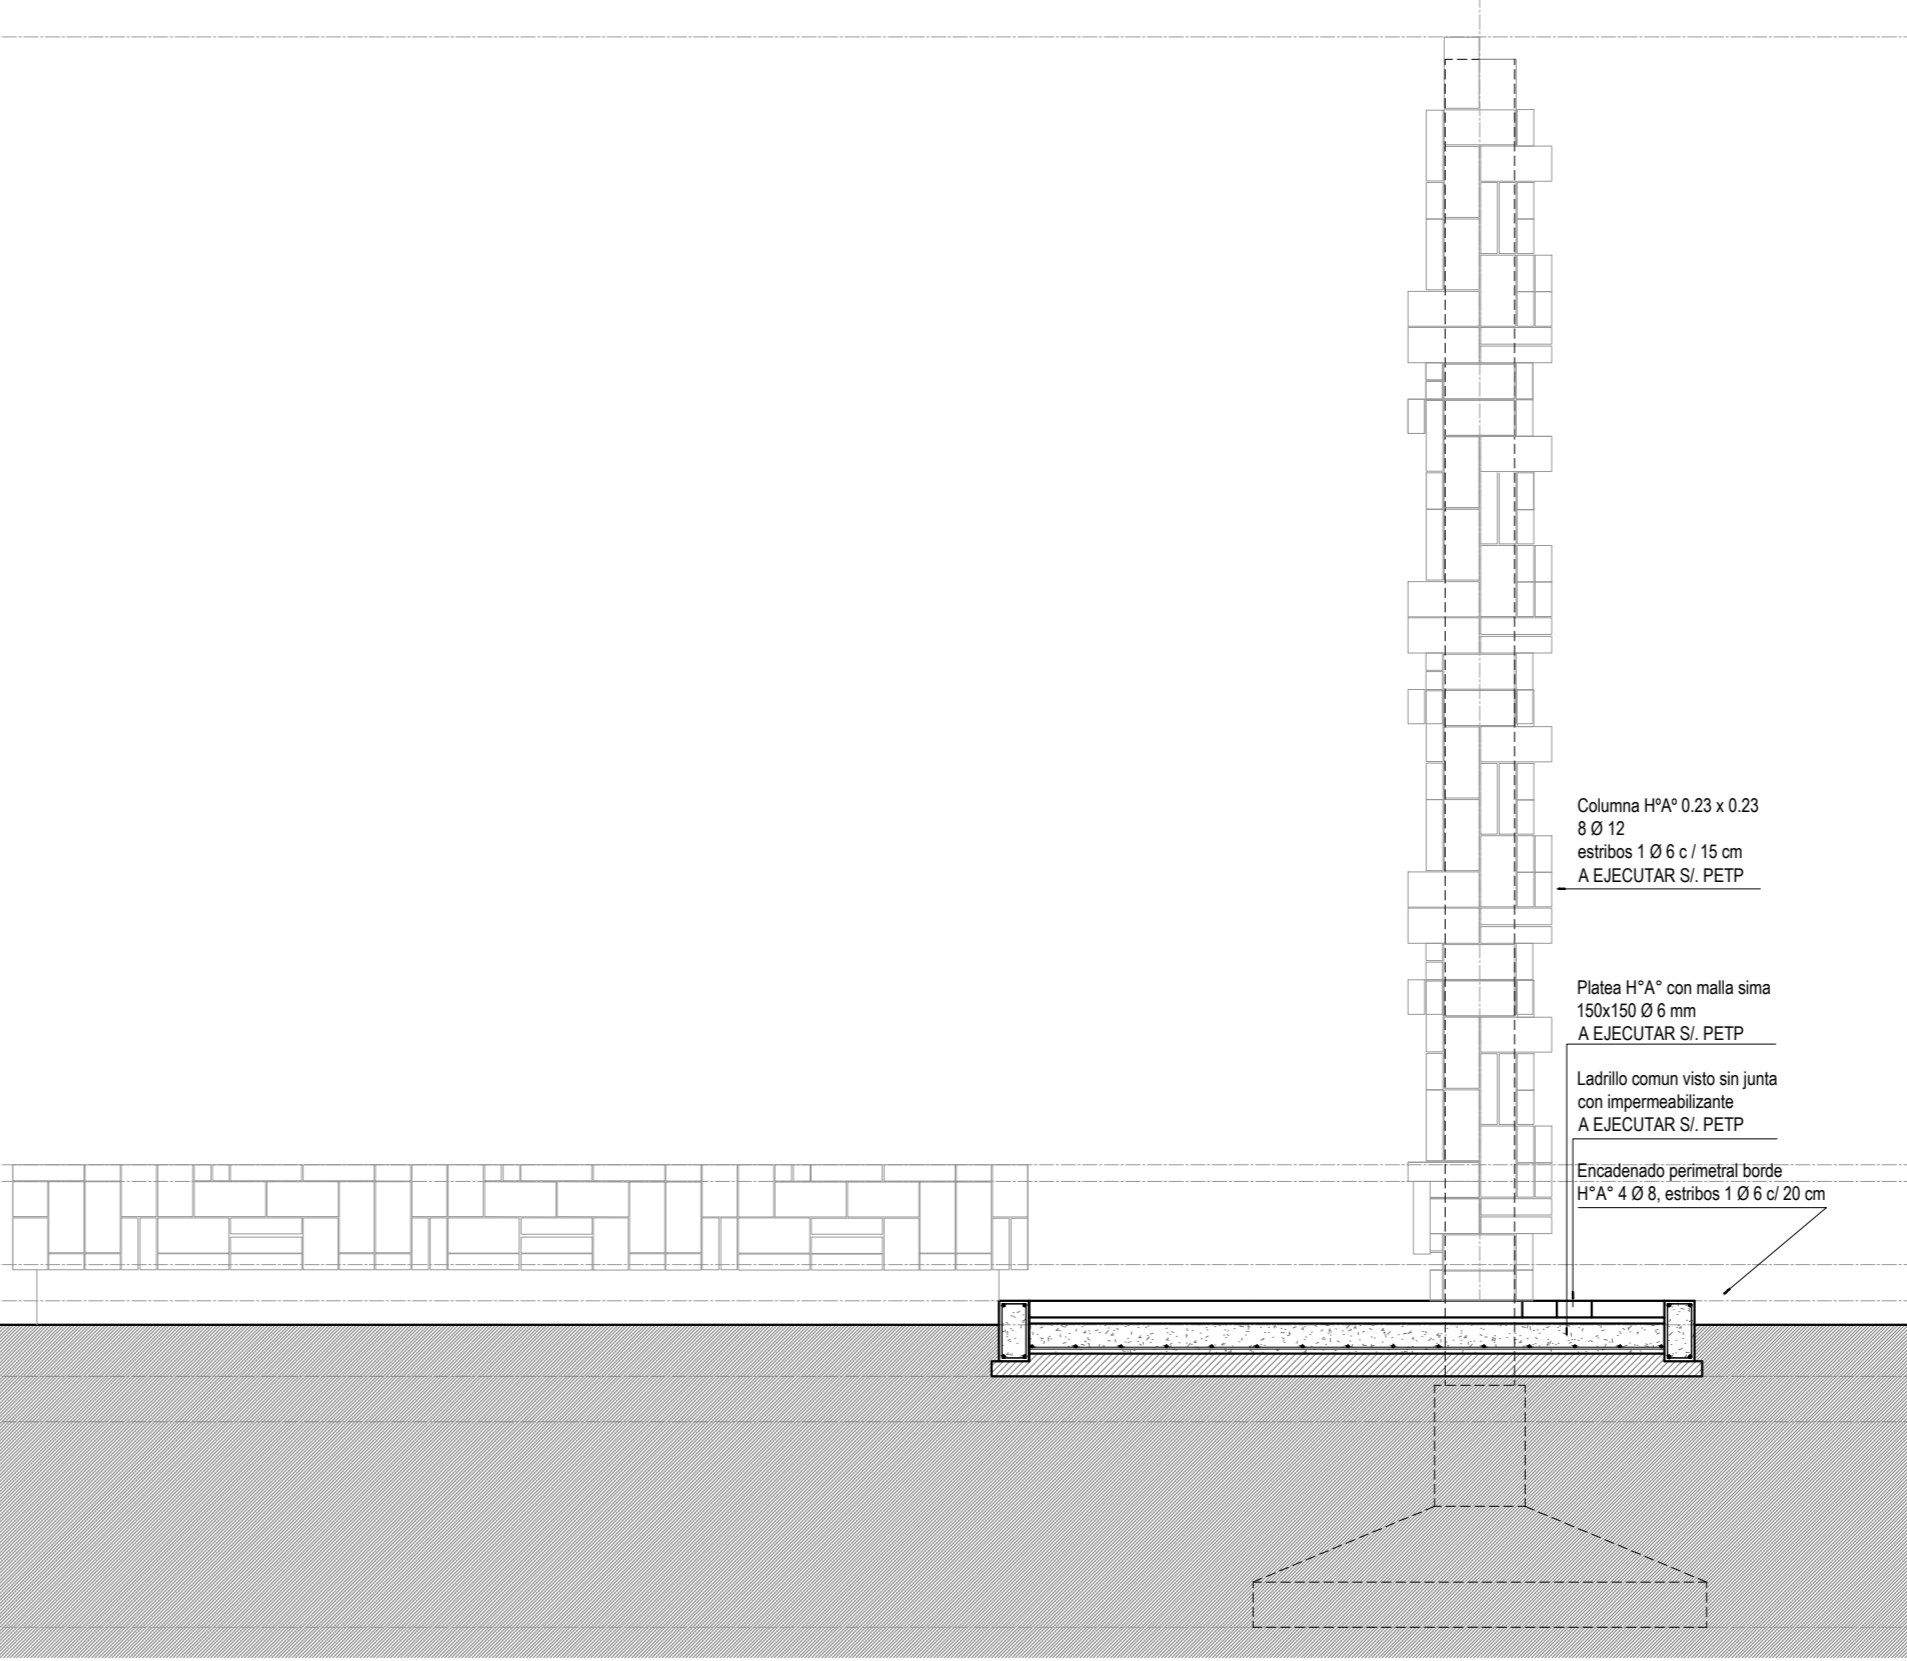 Columna HºAº 0.23 x 0.23
8 Ø 12
estribos 1 Ø 6 c / 15 cm
A EJECUTAR S/. PETP
Platea H°A° con malla sima
150x150 Ø 6 mm
A EJECUTAR S/. PETP
Ladrillo comun visto sin junta
con impermeabilizante
A EJECUTAR S/. PETP
Encadenado perimetral borde
H°A° 4 Ø 8, estribos 1 Ø 6 c/ 20 cm